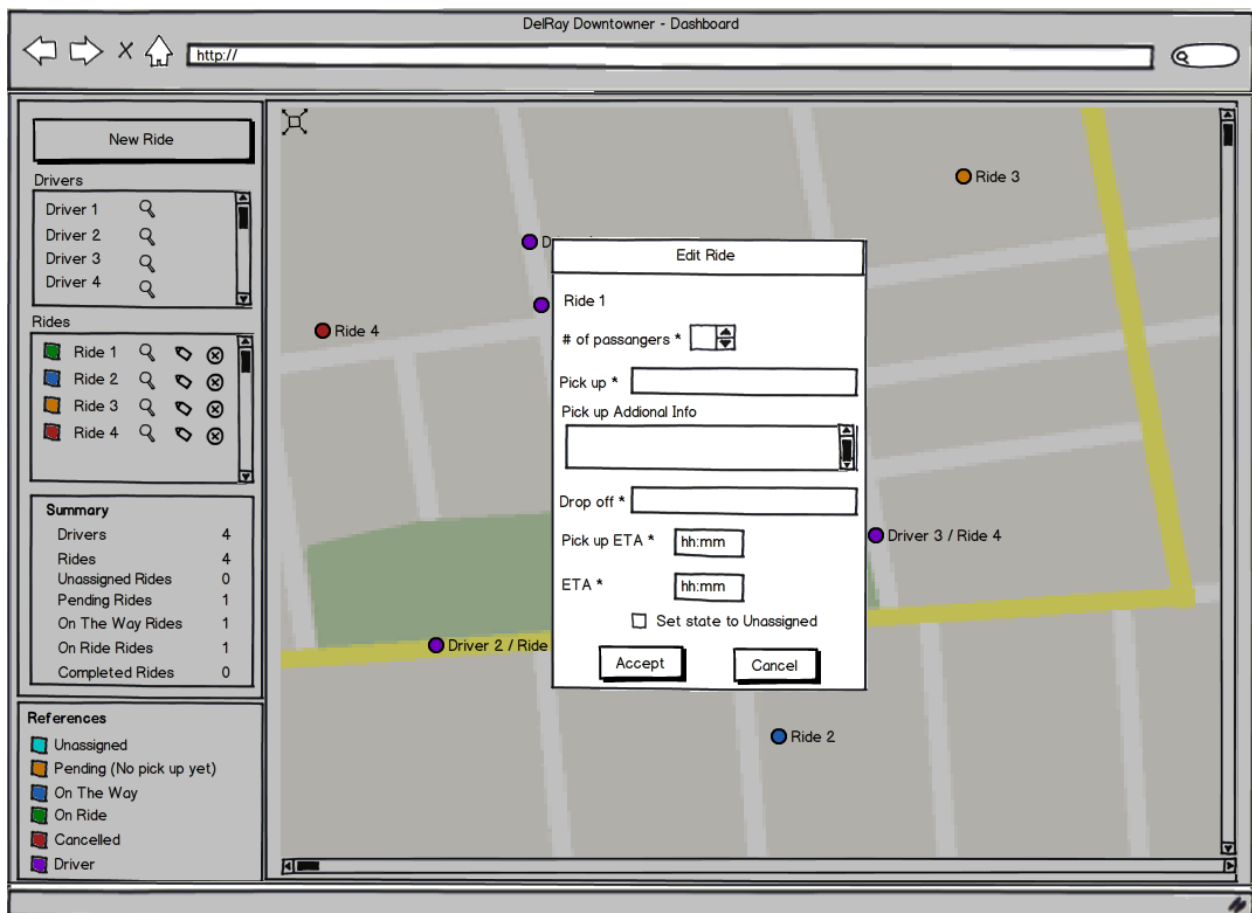 DelRay Downtowner - Dashboard
http://
New Ride
Drivers
Driver 1
Driver 2
Driver 3
Driver 4
Rides
Ride 1
Ride 2
Ride 3
Ride 4
Summary
Drivers 4
Rides 4
Unassigned Rides 0
Pending Rides 1
On The Way Rides 1
On Ride Rides 1
Completed Rides 0
References
Unassigned
Pending (No pick up yet)
On The Way
On Ride
Cancelled
Driver
Ride 3
Ride 4
Driver 3 / Ride 4
Driver 2 / Ride
Ride 2
Edit Ride
Ride 1
# of passangers *
Pick up *
Pick up Addional Info
Drop off *
Pick up ETA * hh:mm
ETA * hh:mm
Set state to Unassigned
Accept Cancel